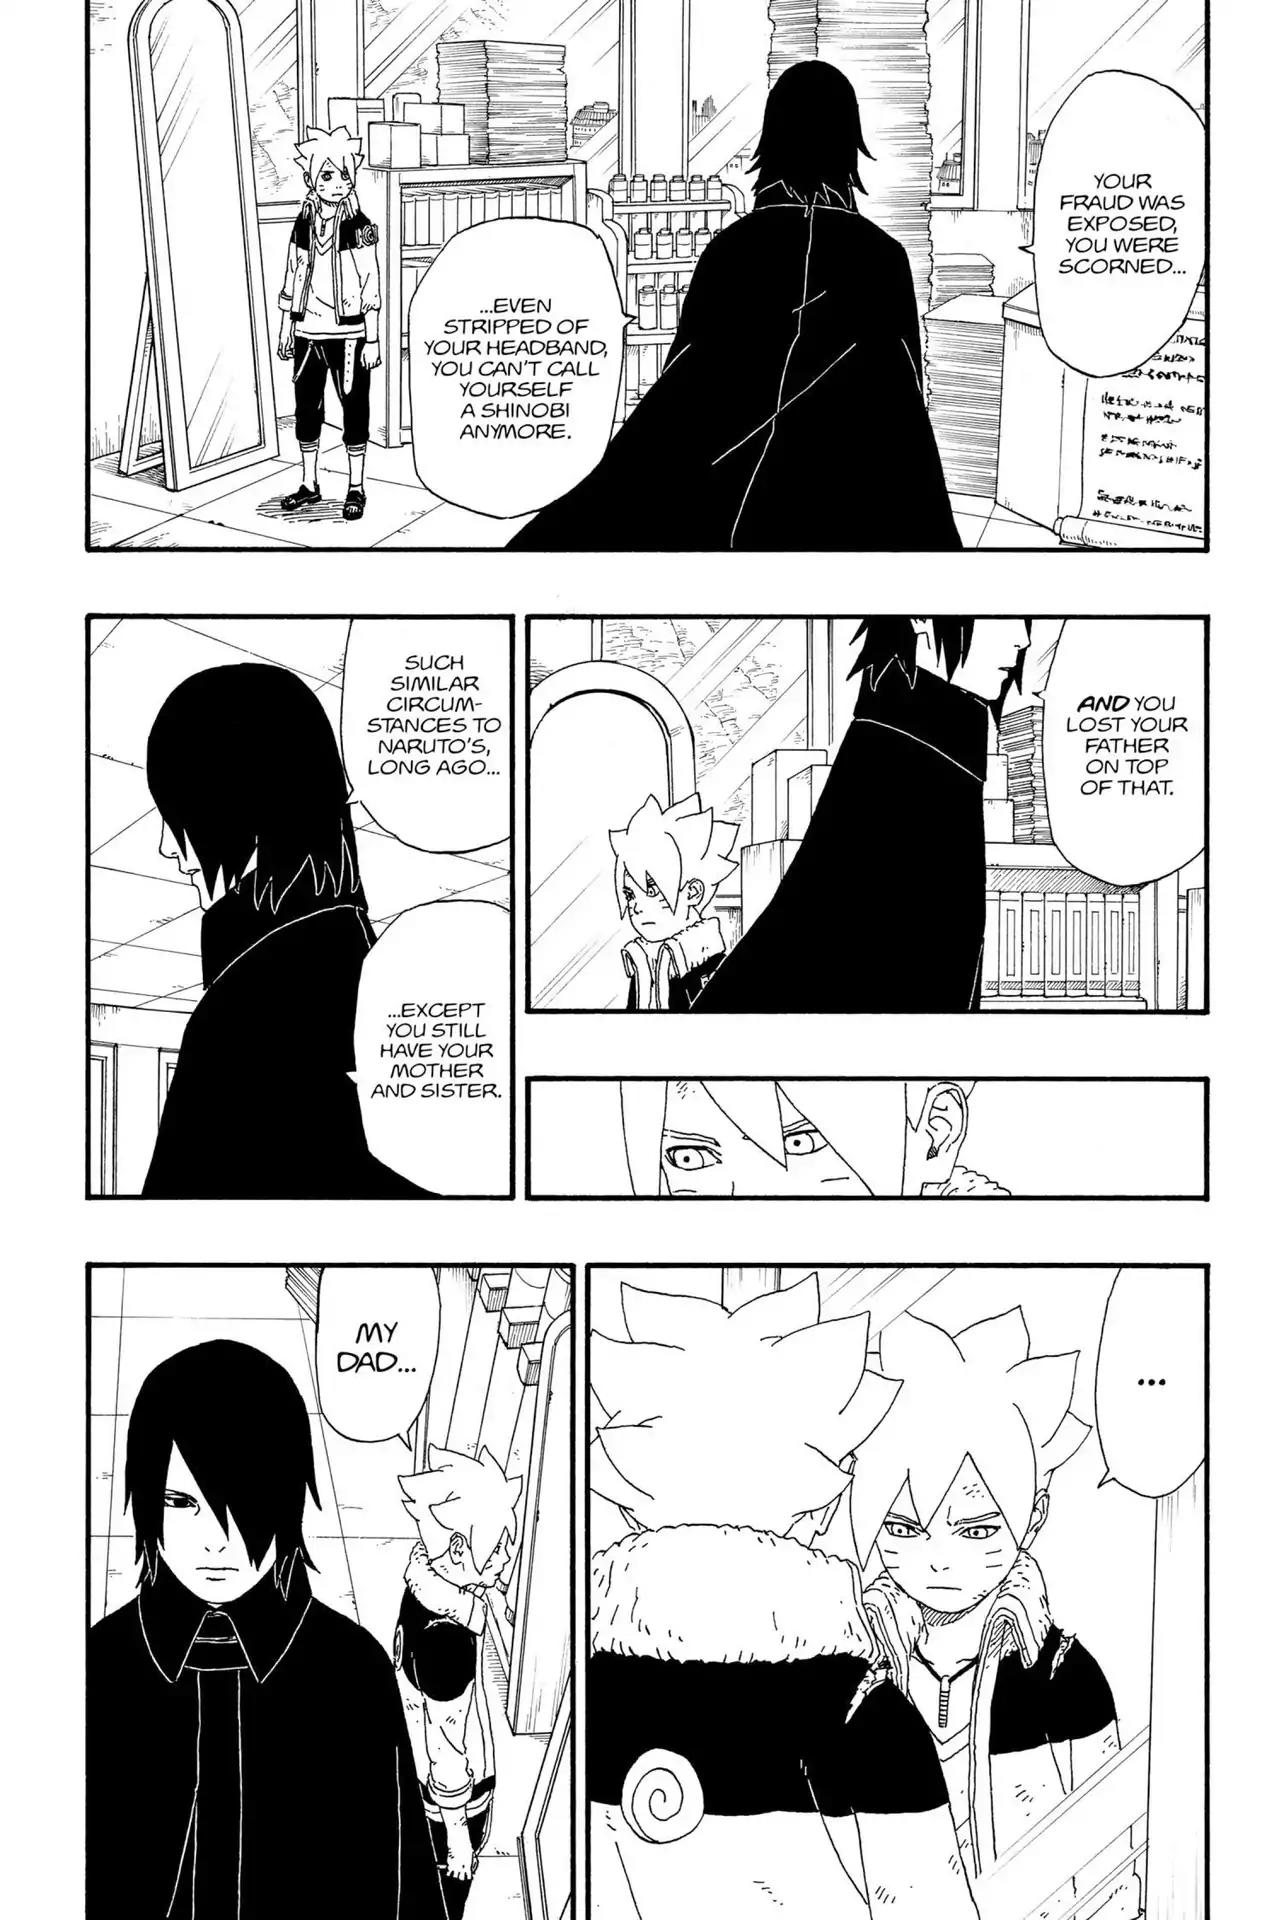 YOUR
FRAUD WAS
EXPOSED,
YOU WERE
SCORNED...
...EVEN
STRIPPED OF
YOUR HEADBAND,
YOU CAN'T CALL
YOURSELF
A SHINOBI
ANYMORE.
AND YOU
LOST YOUR
FATHER
ON TOP
OF THAT.
SUCH
SIMILAR
CIRCUM-
STANCES TO
NARUTO'S,
LONG AGO...
...EXCEPT
YOU STILL
HAVE YOUR
MOTHER
AND SISTER.
...
MY
DAD...